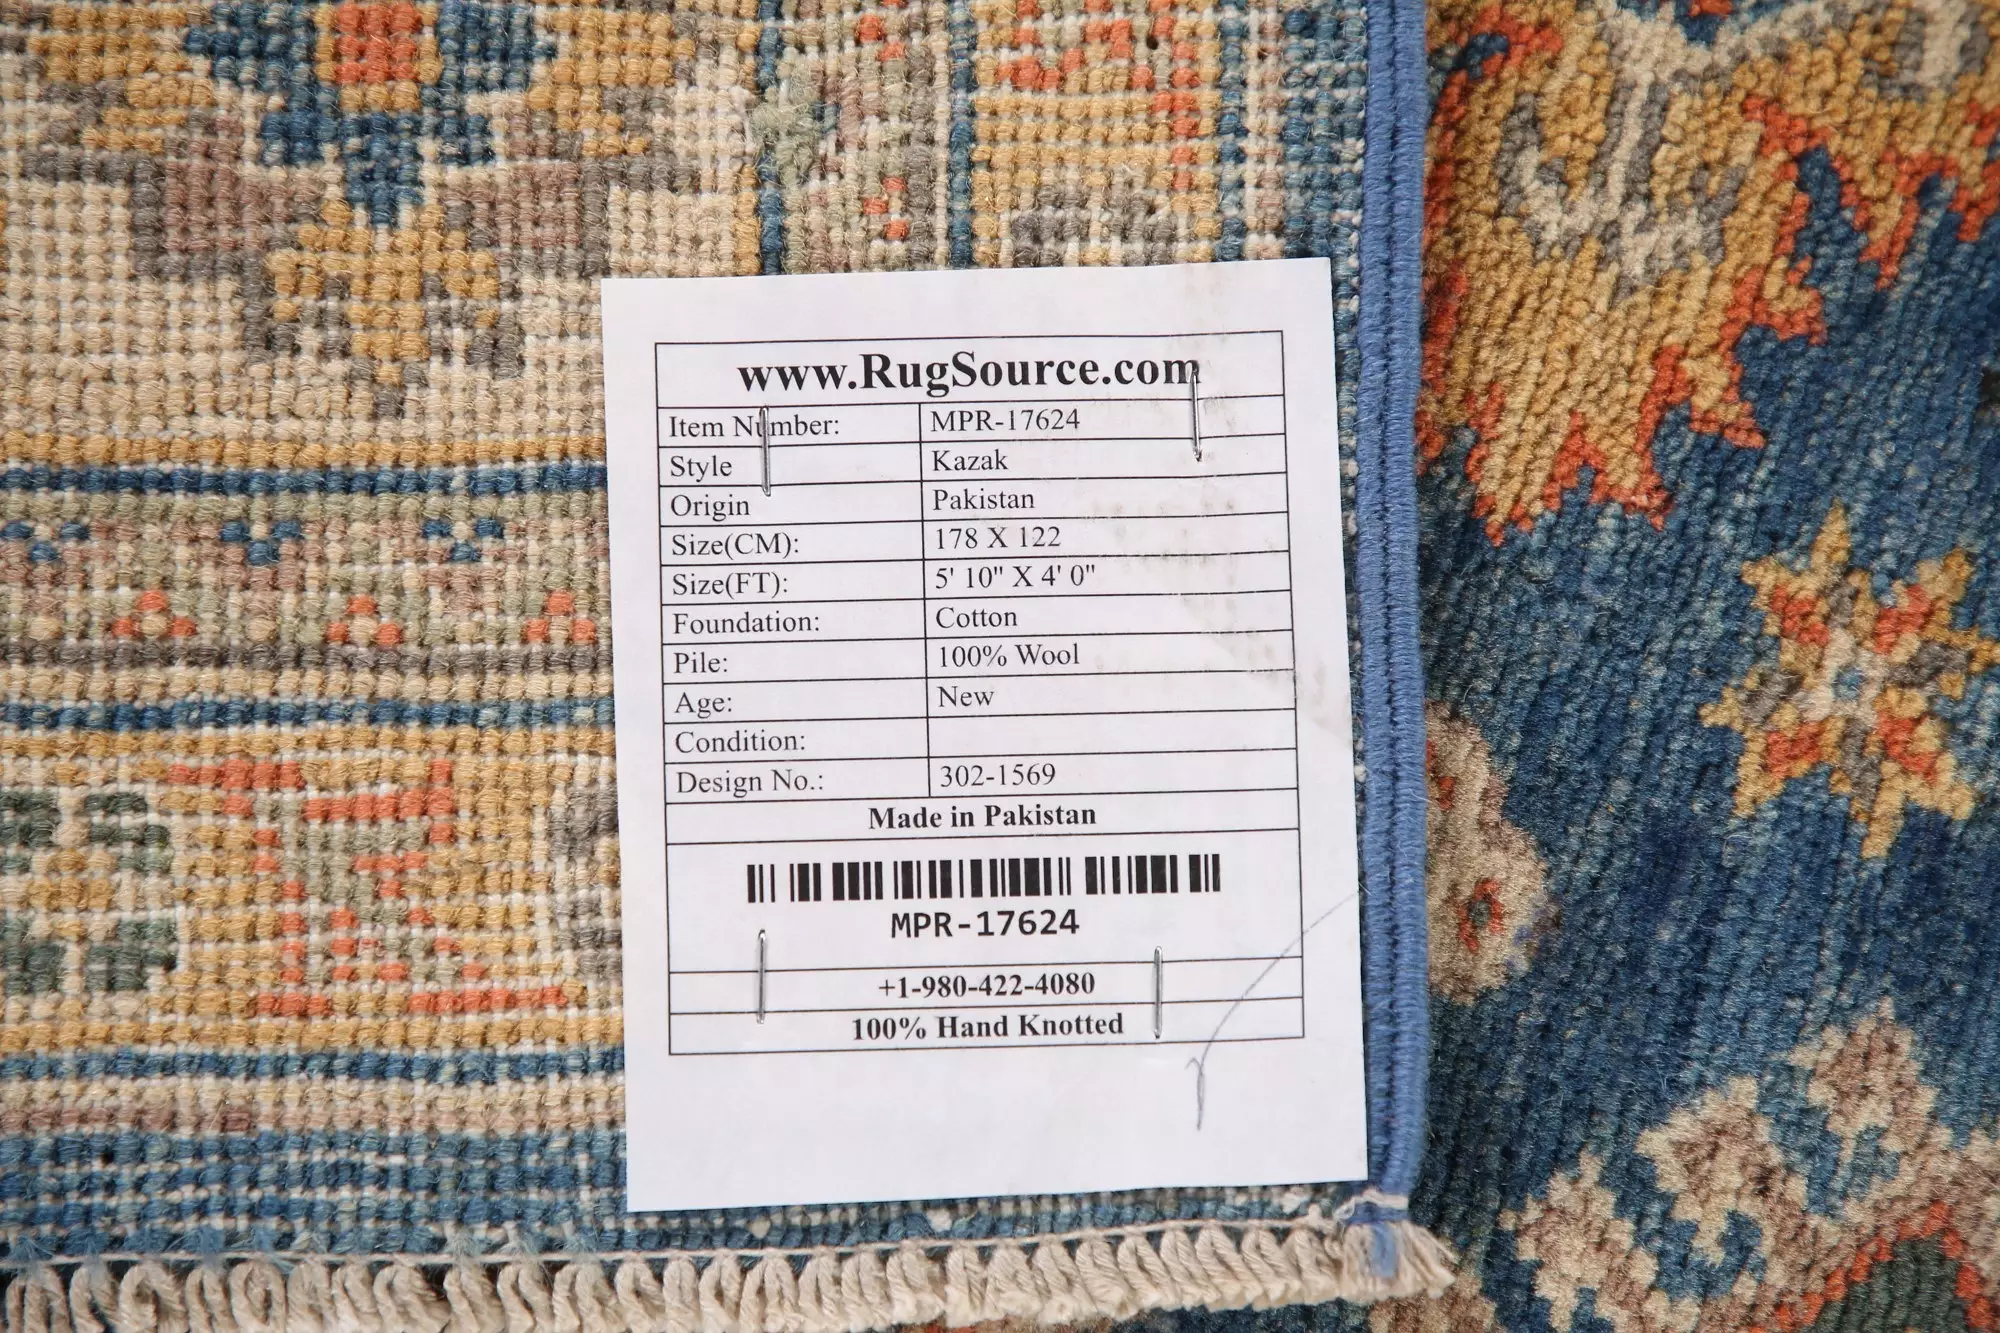 www.RugSource.com
Item Number: MPR-17624
Style Kazak
Origin Pakistan
Size(CM): 178 X 122
Size(FT): 5' 10" X 4' 0"
Foundation: Cotton
Pile: 100% Wool
Age: New
Condition:
Design No.: 302-1569
Made in Pakistan
MPR-17624
+1-980-422-4080
100% Hand Knotted